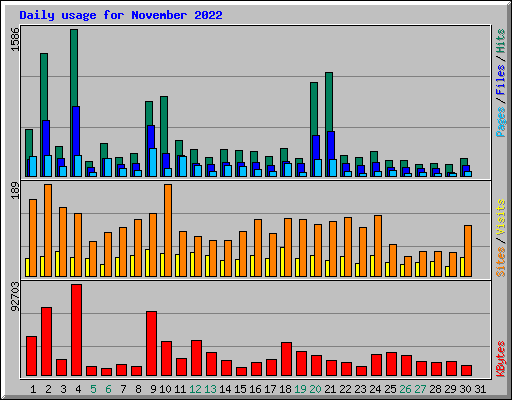 Daily usage for November 2022
1586
Pages / Files / Hits
189
Sites / Visits
92703
KBytes
1 2 3 4 5 6 7 8 9 10 11 12 13 14 15 16 17 18 19 20 21 22 23 24 25 26 27 28 29 30 31